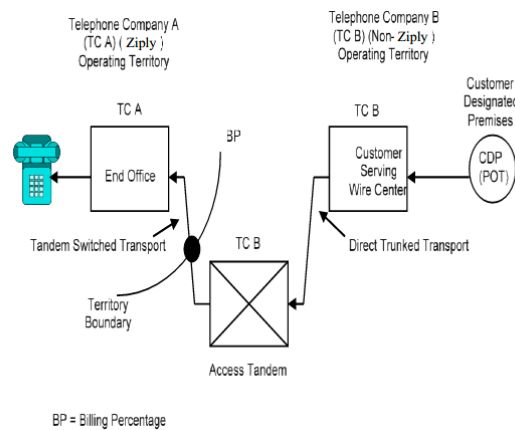 Telephone Company A
(TC A) ( Ziply )
Operating Territory
Telephone Company B
(TC B) (Non- Ziply )
Operating Territory
Customer
Designated
Premises
TC A
BP
TC B
End Office
Customer
Serving
Wire Center
CDP
(POT)
Tandem Switched Transport
TC B
Direct Trunked Transport
Territory
Boundary
Access Tandem
BP = Billing Percentage